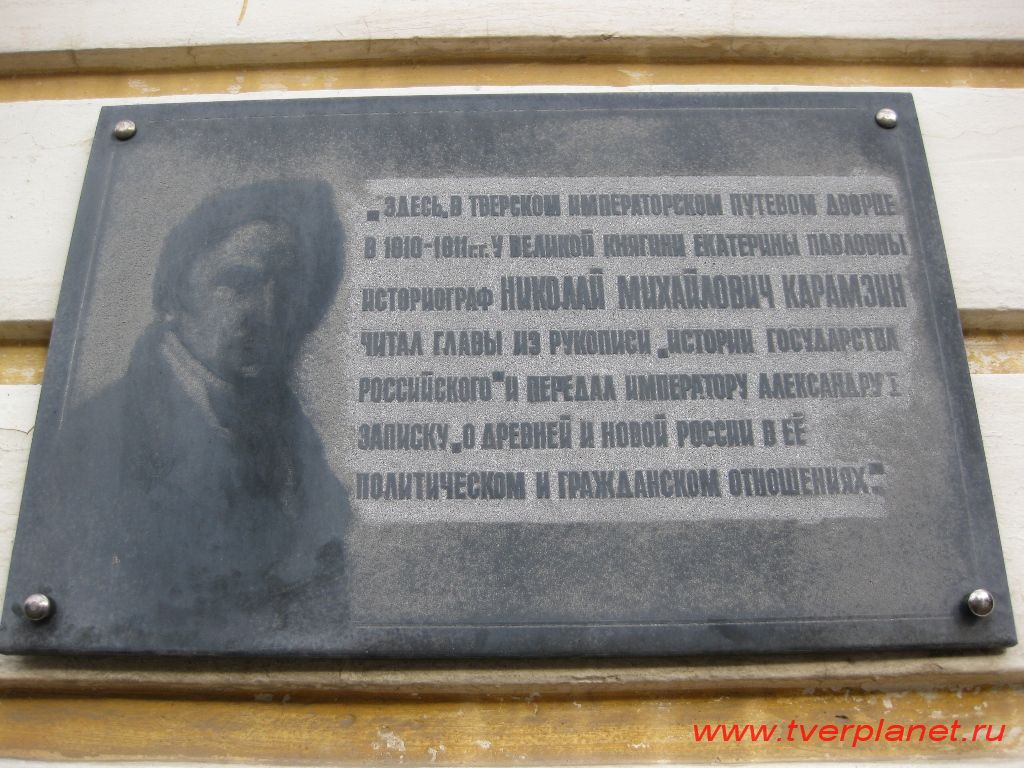 „ЗДЕСЬ, В ТВЕРСКОМ ИМПЕРАТОРСКОМ ПУТЕВОМ ДВОРЦЕ
В 1810-1811г.г. У ВЕЛИКОЙ КНЯГИНИ ЕКАТЕРИНЫ ПАВЛОВНЫ
ИСТОРИОГРАФ НИКОЛАЙ МИХАЙЛОВИЧ КАРАМЗИН
ЧИТАЛ ГЛАВЫ ИЗ РУКОПИСИ „ИСТОРИИ ГОСУДАРСТВА
РОССИЙСКОГО" И ПЕРЕДАЛ ИМПЕРАТОРУ АЛЕКСАНДРУ I
ЗАПИСКУ „О ДРЕВНЕЙ И НОВОЙ РОССИИ В ЕЁ
ПОЛИТИЧЕСКОМ И ГРАЖДАНСКОМ ОТНОШЕНИЯХ".
www.tverplanet.ru